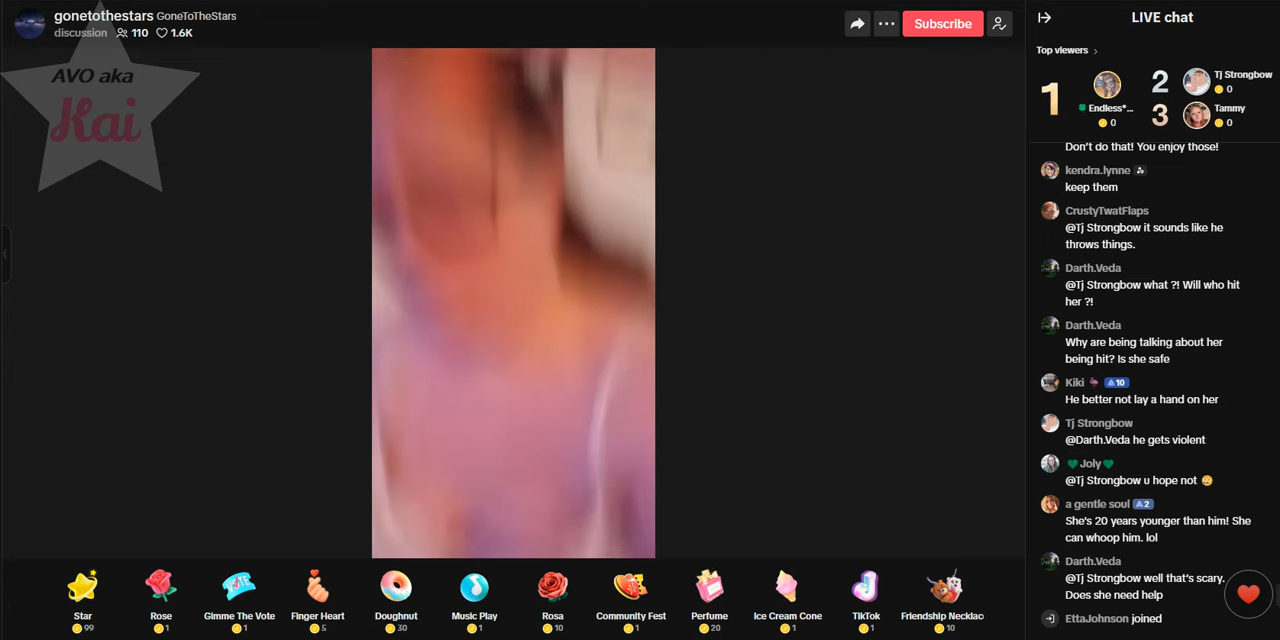 gonetothestars GoneToTheStars
discussion 110 1.6K
Subscribe
AVO aka
Kai
LIVE chat
Top viewers
1 Endless*... 0
2 Tj Strongbow 0
3 Tammy 0
Don't do that! You enjoy those!
kendra.lynne
keep them
CrustyTwatFlaps
@Tj Strongbow it sounds like he
throws things.
Darth.Veda
@Tj Strongbow what ?! Will who hit
her ?!
Darth.Veda
Why are being talking about her
being hit? Is she safe
Kiki 10
He better not lay a hand on her
Tj Strongbow
@Darth.Veda he gets violent
Joly
@Tj Strongbow u hope not
a gentle soul 2
She's 20 years younger than him! She
can whoop him. lol
Darth.Veda
@Tj Strongbow well that's scary.
Does she need help
EttaJohnson joined
Star Rose Gimme The Vote Finger Heart Doughnut Music Play Rosa Community Fest Perfume Ice Cream Cone TikTok Friendship Necklac
99 1 1 5 30 1 10 1 20 1 1 10